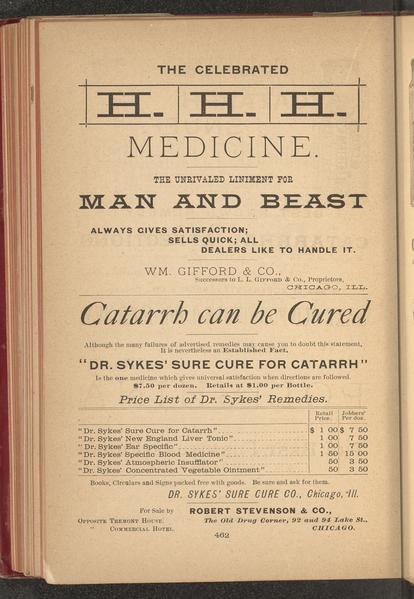 THE CELEBRATED
H. H. H.
MEDICINE.
THE UNRIVALED LINIMENT FOR
MAN AND BEAST
ALWAYS GIVES SATISFACTION;
SELLS QUICK; ALL
DEALERS LIKE TO HANDLE IT.
WM. GIFFORD & CO.,
Successors to L. L. GIFFORD & Co., Proprietors,
CHICAGO, ILL.
Catarrh can be Cured
Although the many failures of advertised remedies may cause you to doubt this statement,
It is nevertheless an Established Fact,
"DR. SYKES' SURE CURE FOR CATARRH"
Is the one medicine which gives universal satisfaction when directions are followed.
$7.50 per dozen. Retails at $1.00 per Bottle.
Price List of Dr. Sykes' Remedies.
Retail Price. Jobbers' Per doz.
"Dr. Sykes' Sure Cure for Catarrh" $ 1 00 $ 7 50
"Dr. Sykes' New England Liver Tonic" 1 00 7 50
"Dr. Sykes' Ear Specific" 1 00 7 50
"Dr. Sykes' Specific Blood Medicine" 1 50 15 00
"Dr. Sykes' Atmospheric Insufflator" 50 3 50
"Dr. Sykes' Concentrated Vegetable Ointment" 50 3 50
Books, Circulars and Signs packed free with goods. Be sure and ask for them.
DR. SYKES' SURE CURE CO., Chicago, Ill.
For Sale by ROBERT STEVENSON & CO.,
OPPOSITE TREMONT HOUSE. The Old Drug Corner, 92 and 94 Lake St.,
" COMMERCIAL HOTEL. CHICAGO.
462